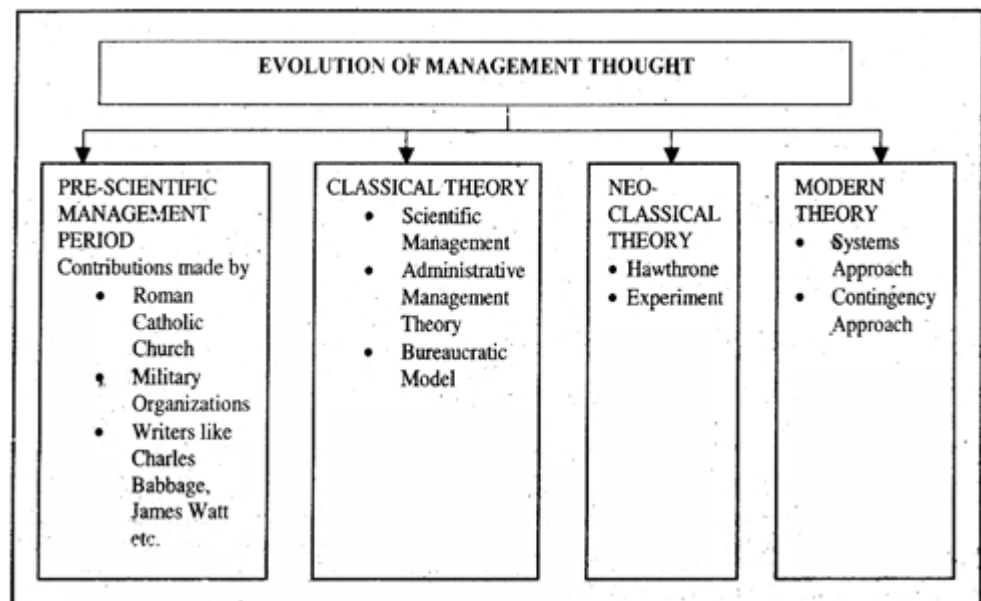 EVOLUTION OF MANAGEMENT THOUGHT
PRE-SCIENTIFIC
MANAGEMENT
PERIOD
Contributions made by
• Roman
Catholic
Church
• Military
Organizations
• Writers like
Charles
Babbage,
James Watt
etc.
CLASSICAL THEORY
• Scientific
Management
• Administrative
Management
Theory
• Bureaucratic
Model
NEO-
CLASSICAL
THEORY
• Hawthrone
• Experiment
MODERN
THEORY
• Systems
Approach
• Contingency
Approach